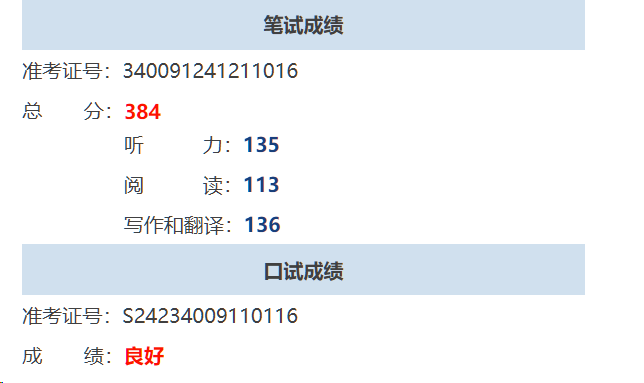 笔试成绩
准考证号：340091241211016
总 分：384
听 力：135
阅 读：113
写作和翻译：136
口试成绩
准考证号：S24234009110116
成 绩：良好